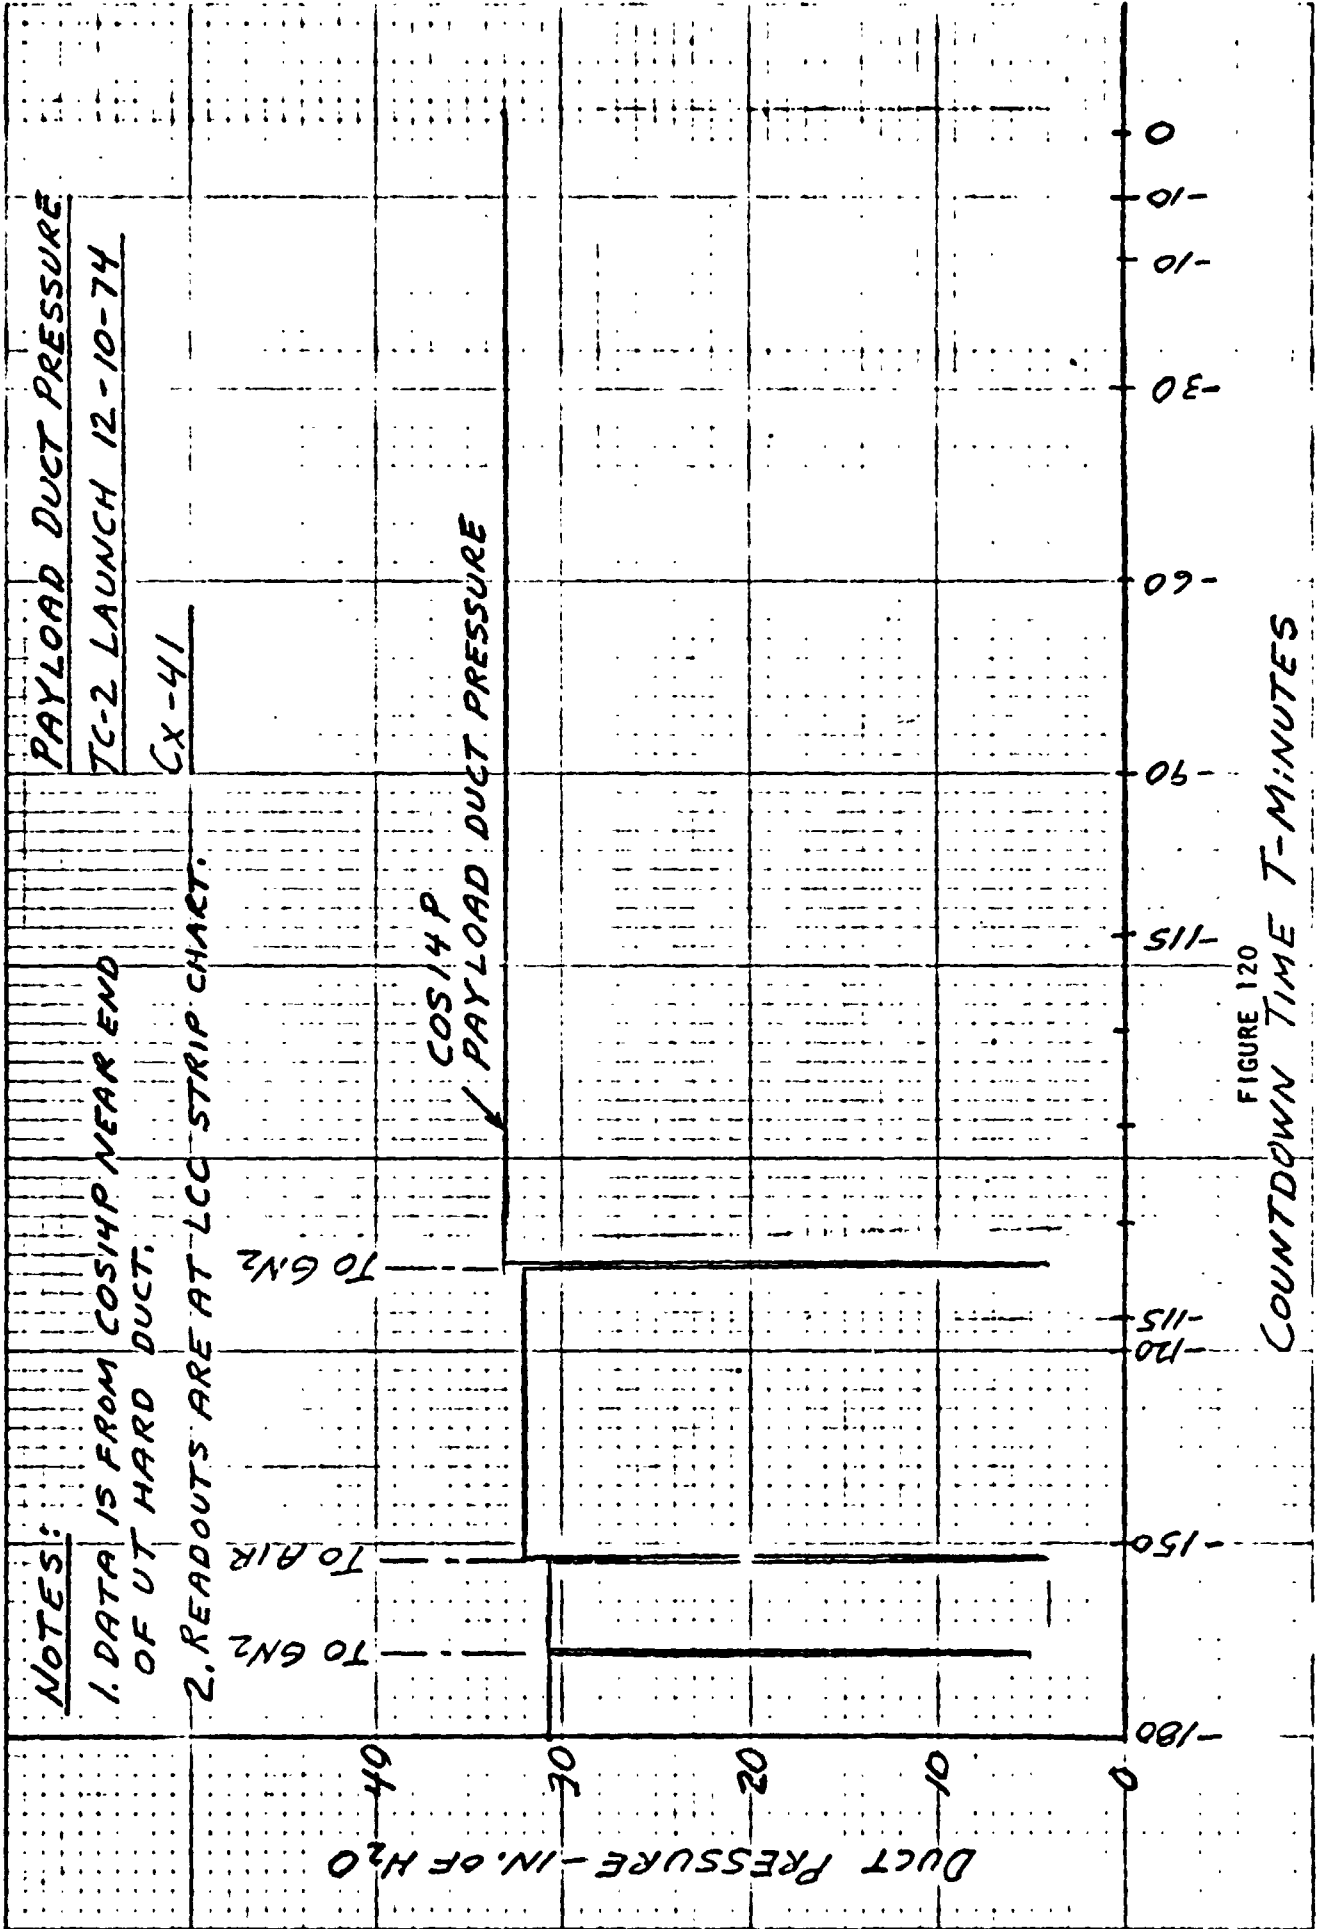 PAYLOAD DUCT PRESSURE
TC-2 LAUNCH 12-10-74
CX-41
NOTES:
1. DATA IS FROM COS14P NEAR END
OF UT HARD DUCT.
2. READOUTS ARE AT LCC STRIP CHART.
TO GN2
TO AIR
TO GN2
COS14P
PAYLOAD DUCT PRESSURE
DUCT PRESSURE - IN. OF H2O
40
30
20
10
0
-180
-150
-120
-115
-115
-90
-60
-30
-10
-10
0
FIGURE 120
COUNTDOWN TIME T-MINUTES